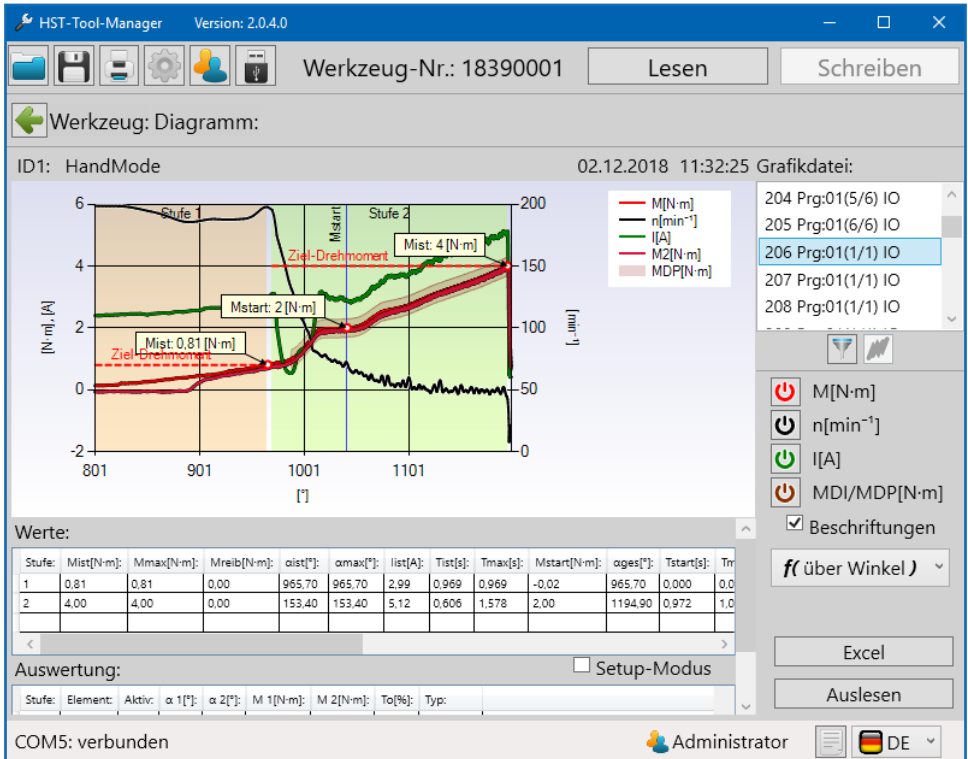 HST-Tool-Manager Version: 2.0.4.0
Werkzeug-Nr.: 18390001 Lesen Schreiben
Werkzeug: Diagramm:
ID1: HandMode 02.12.2018 11:32:25 Grafikdatei:
6
4
2
0
-2
[N·m], [A]
200
150
100
50
0
[min⁻¹]
801 901 1001 1101
[°]
Stufe 1
Mstart
Stufe 2
Ziel-Drehmoment
Mist: 4 [N·m]
Mstart: 2 [N·m]
Mist: 0,81 [N·m]
Ziel-Drehmoment
M[N·m]
n[min⁻¹]
I[A]
M2[N·m]
MDP[N·m]
204 Prg:01(5/6) IO
205 Prg:01(6/6) IO
206 Prg:01(1/1) IO
207 Prg:01(1/1) IO
208 Prg:01(1/1) IO
M[N·m]
n[min⁻¹]
I[A]
MDI/MDP[N·m]
Beschriftungen
f( über Winkel )
Excel
Auslesen
Werte:
Stufe: Mist[N·m]: Mmax[N·m]: Mreib[N·m]: αist[°]: αmax[°]: Iist[A]: Tist[s]: Tmax[s]: Mstart[N·m]: αges[°]: Tstart[s]: Tm
1 0,81 0,81 0,00 965,70 965,70 2,99 0,969 0,969 -0,02 965,70 0,000 0,0
2 4,00 4,00 0,00 153,40 153,40 5,12 0,606 1,578 2,00 1194,90 0,972 1,0
Auswertung: Setup-Modus
Stufe: Element: Aktiv: α 1[°]: α 2[°]: M 1[N·m]: M 2[N·m]: To[%]: Typ:
COM5: verbunden Administrator DE